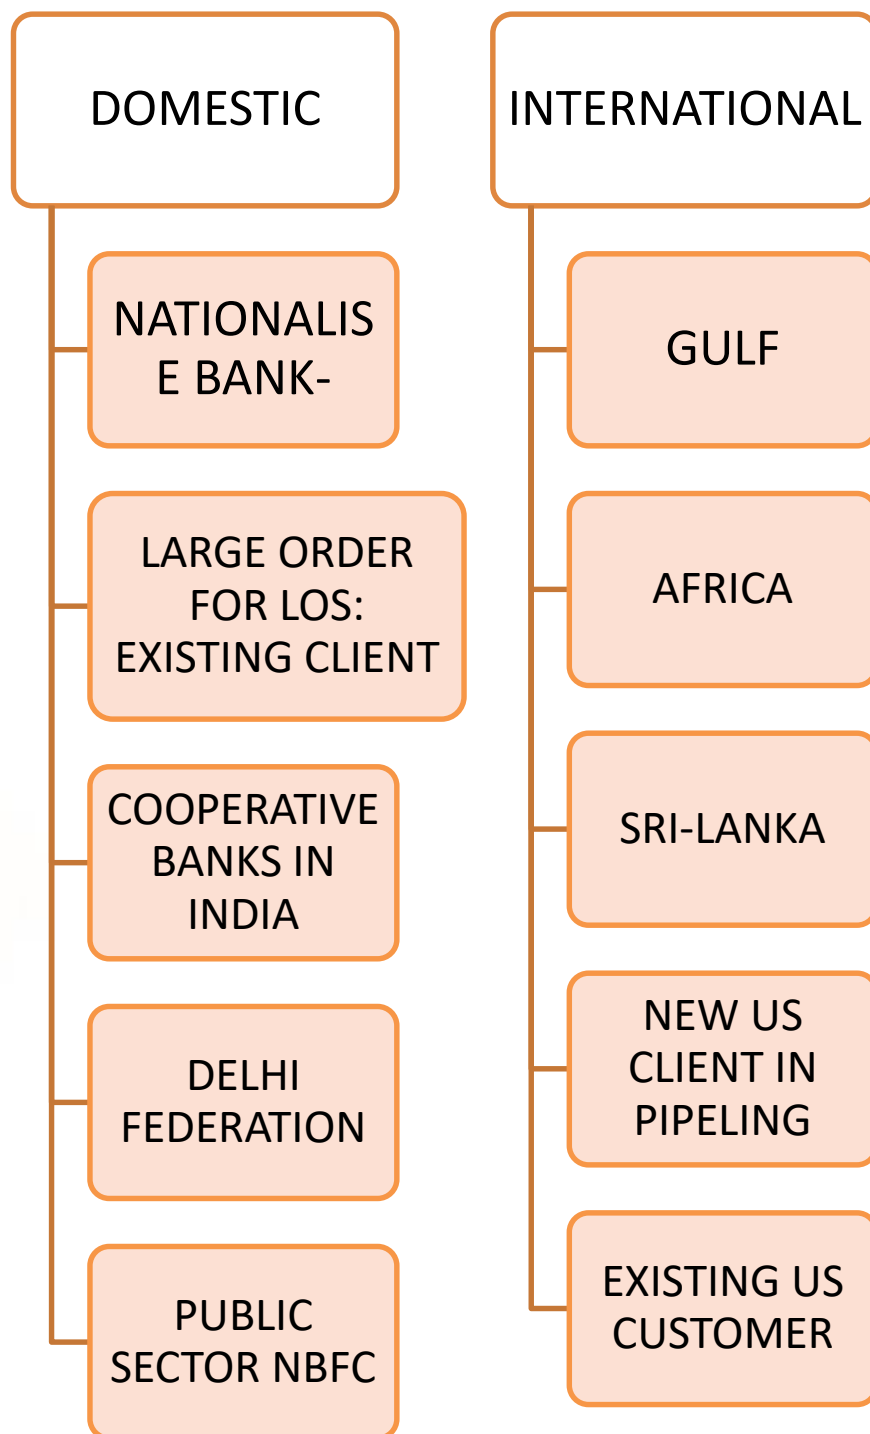 DOMESTIC
NATIONALIS
E BANK-
LARGE ORDER
FOR LOS:
EXISTING CLIENT
COOPERATIVE
BANKS IN
INDIA
DELHI
FEDERATION
PUBLIC
SECTOR NBFC
INTERNATIONAL
GULF
AFRICA
SRI-LANKA
NEW US
CLIENT IN
PIPELING
EXISTING US
CUSTOMER